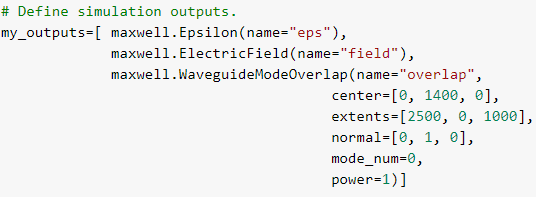 # Define simulation outputs.
my_outputs=[ maxwell.Epsilon(name="eps"),
             maxwell.ElectricField(name="field"),
             maxwell.WaveguideModeOverlap(name="overlap",
                                        center=[0, 1400, 0],
                                        extents=[2500, 0, 1000],
                                        normal=[0, 1, 0],
                                        mode_num=0,
                                        power=1)]